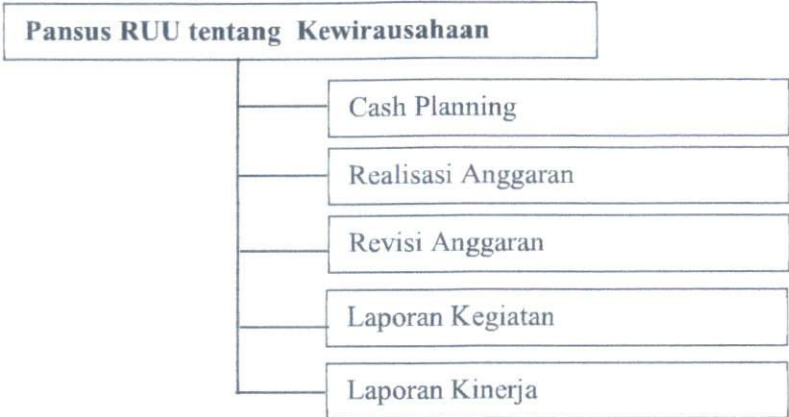 Pansus RUU tentang Kewirausahaan
Cash Planning
Realisasi Anggaran
Revisi Anggaran
Laporan Kegiatan
Laporan Kinerja